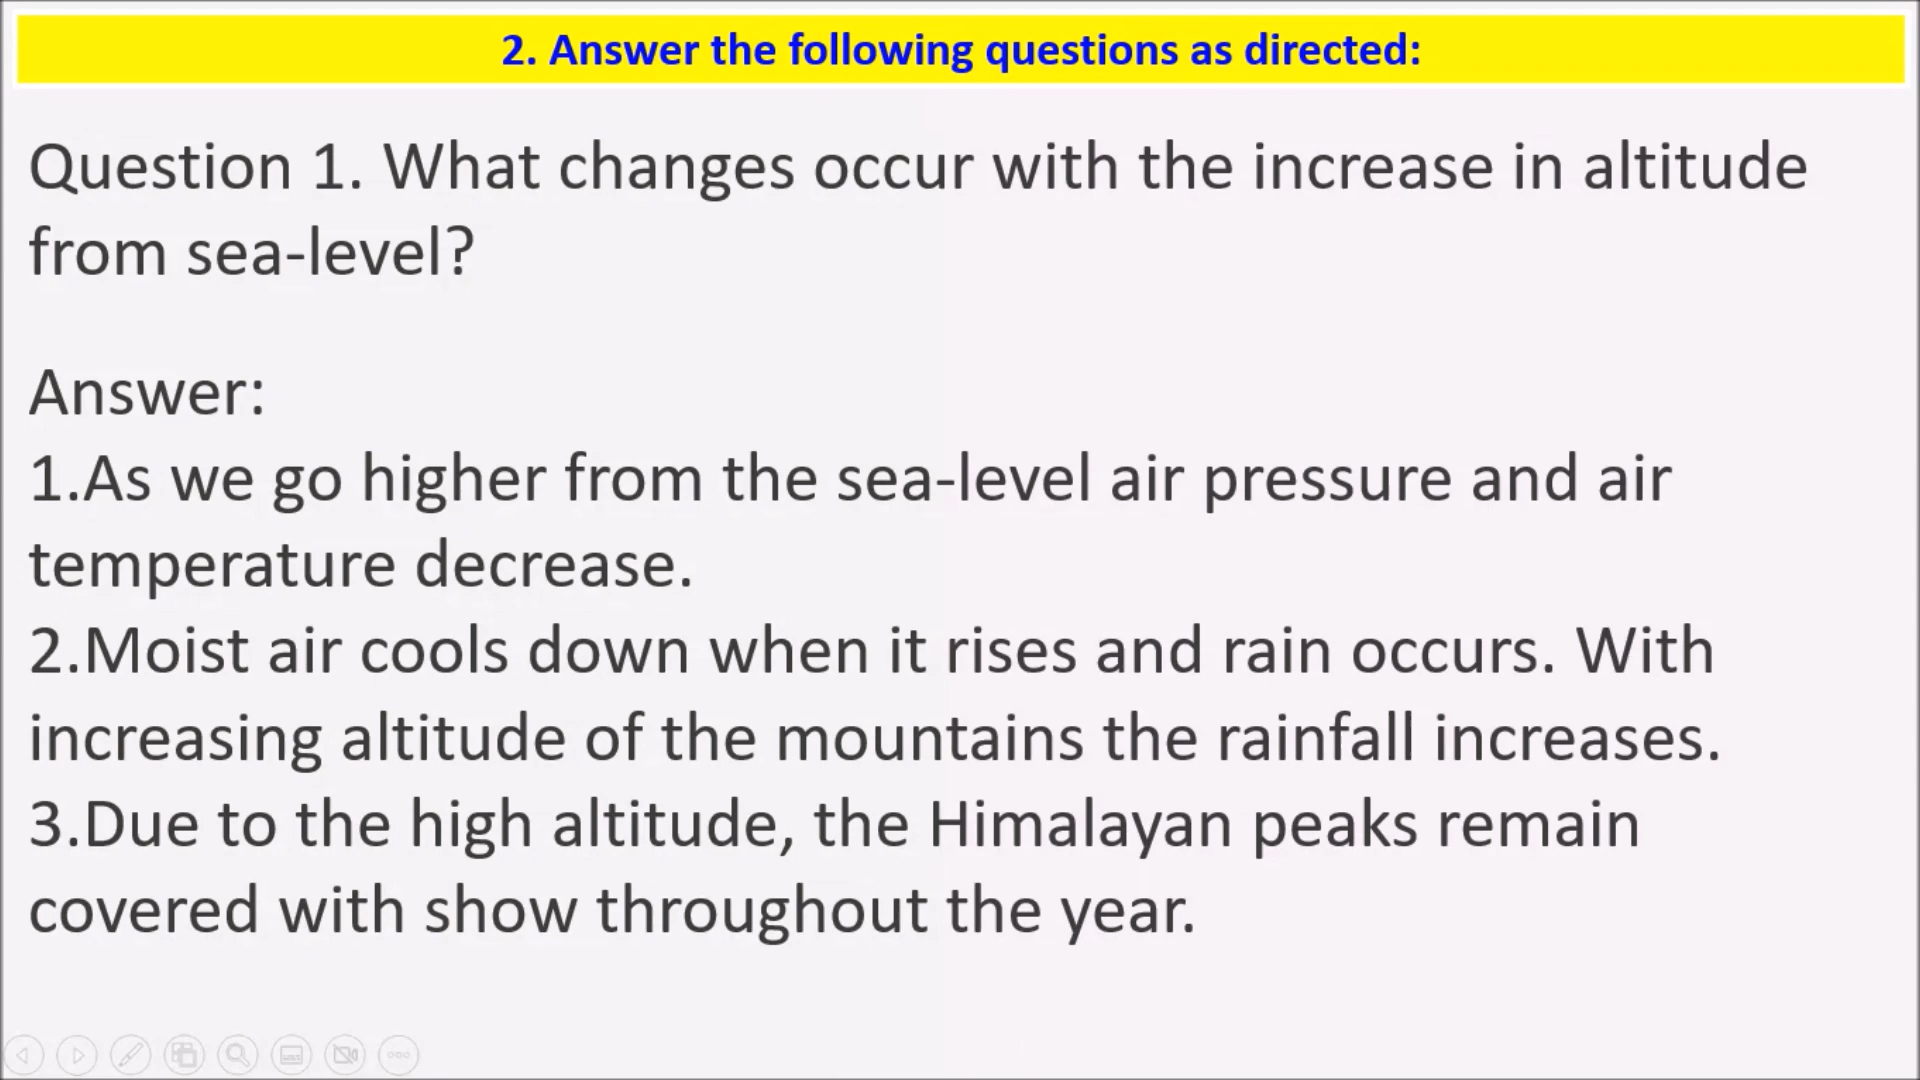 2. Answer the following questions as directed:
Question 1. What changes occur with the increase in altitude
from sea-level?
Answer:
1.As we go higher from the sea-level air pressure and air
temperature decrease.
2.Moist air cools down when it rises and rain occurs. With
increasing altitude of the mountains the rainfall increases.
3.Due to the high altitude, the Himalayan peaks remain
covered with show throughout the year.